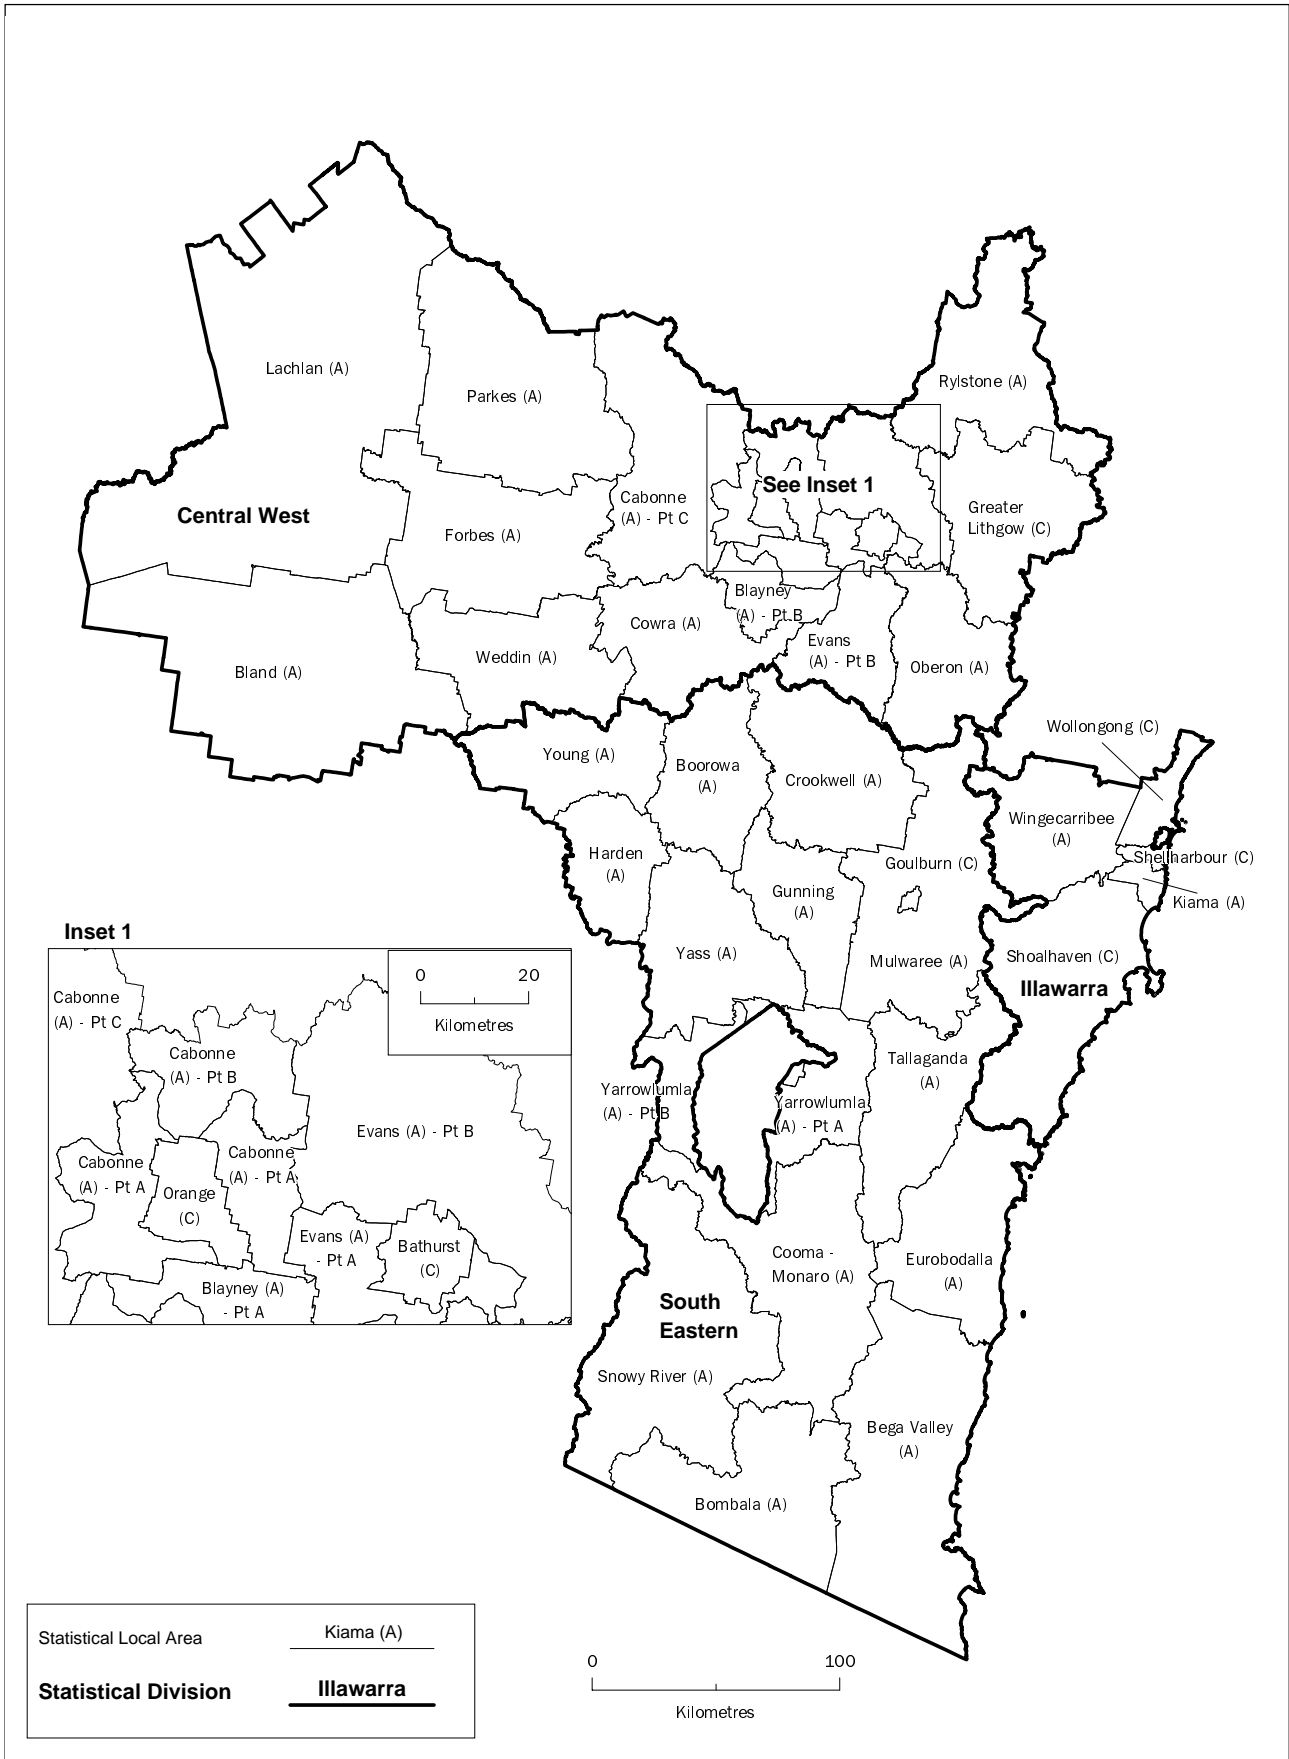 Lachlan (A)
Parkes (A)
Rylstone (A)
See Inset 1
Cabonne
(A) - Pt C
Central West
Greater
Lithgow (C)
Forbes (A)
Blayney
(A) - Pt B
Cowra (A)
Evans
(A) - Pt B
Weddin (A)
Oberon (A)
Bland (A)
Wollongong (C)
Young (A)
Boorowa
(A)
Crookwell (A)
Wingecarribee
(A)
Harden
(A)
Goulburn (C)
Shellharbour (C)
Gunning
(A)
Kiama (A)
Yass (A)
Mulwaree (A)
Shoalhaven (C)
Illawarra
Tallaganda
(A)
Yarrowlumla
(A) - Pt B
Yarrowlumla
(A) - Pt A
Cooma -
Monaro (A)
Eurobodalla
(A)
South
Eastern
Snowy River (A)
Bega Valley
(A)
Bombala (A)
Inset 1
0 20
Kilometres
Cabonne
(A) - Pt C
Cabonne
(A) - Pt B
Evans (A) - Pt B
Cabonne
(A) - Pt A
Cabonne
(A) - Pt A
Orange
(C)
Evans (A)
- Pt A
Bathurst
(C)
Blayney (A)
- Pt A
Statistical Local Area Kiama (A)
Statistical Division Illawarra
0 100
Kilometres